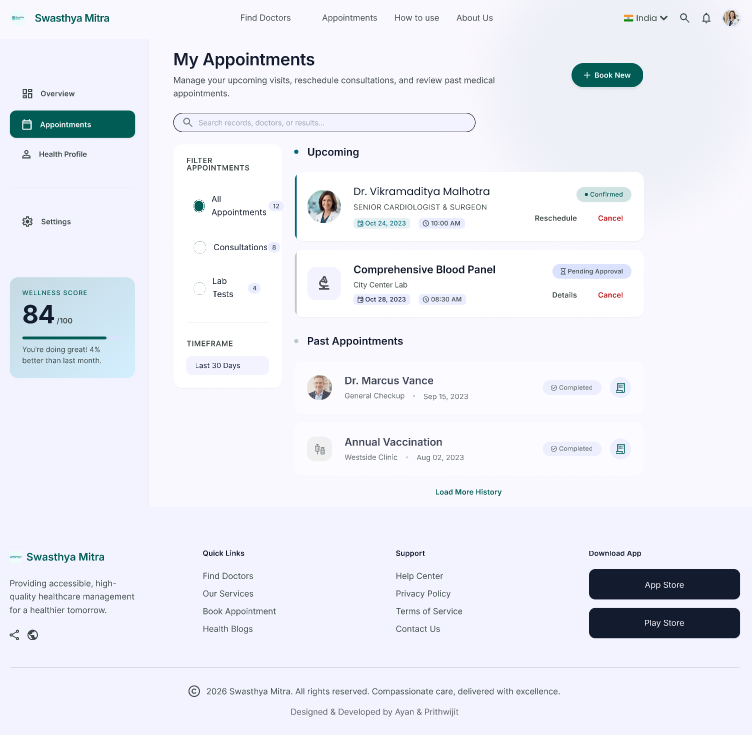 Swasthya Mitra
Find Doctors
Appointments
How to use
About Us
India
Overview
Appointments
Health Profile
Settings
WELLNESS SCORE
84 /100
You're doing great! 4%
better than last month.
My Appointments
Manage your upcoming visits, reschedule consultations, and review past medical
appointments.
+ Book New
Search records, doctors, or results...
FILTER
APPOINTMENTS
All
Appointments 12
Consultations 8
Lab
Tests 4
TIMEFRAME
Last 30 Days
Upcoming
Dr. Vikramaditya Malhotra
SENIOR CARDIOLOGIST & SURGEON
Oct 24, 2023 10:00 AM
Confirmed
Reschedule Cancel
Comprehensive Blood Panel
City Center Lab
Oct 28, 2023 08:30 AM
Pending Approval
Details Cancel
Past Appointments
Dr. Marcus Vance
General Checkup • Sep 15, 2023
Completed
Annual Vaccination
Westside Clinic • Aug 02, 2023
Completed
Load More History
Swasthya Mitra
Providing accessible, high-
quality healthcare management
for a healthier tomorrow.
Quick Links
Find Doctors
Our Services
Book Appointment
Health Blogs
Support
Help Center
Privacy Policy
Terms of Service
Contact Us
Download App
App Store
Play Store
© 2026 Swasthya Mitra. All rights reserved. Compassionate care, delivered with excellence.
Designed & Developed by Ayan & Prithwijit